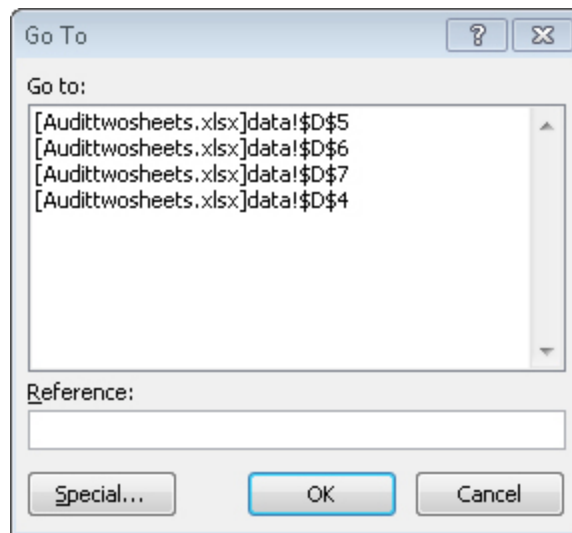 Go To
Go to:
[Audittwosheets.xlsx]data!$D$5
[Audittwosheets.xlsx]data!$D$6
[Audittwosheets.xlsx]data!$D$7
[Audittwosheets.xlsx]data!$D$4
Reference:
Special... OK Cancel